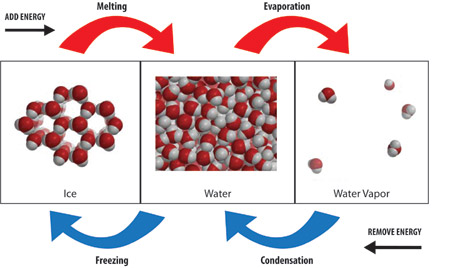 Melting
Evaporation
ADD ENERGY
Ice
Water
Water Vapor
REMOVE ENERGY
Freezing
Condensation